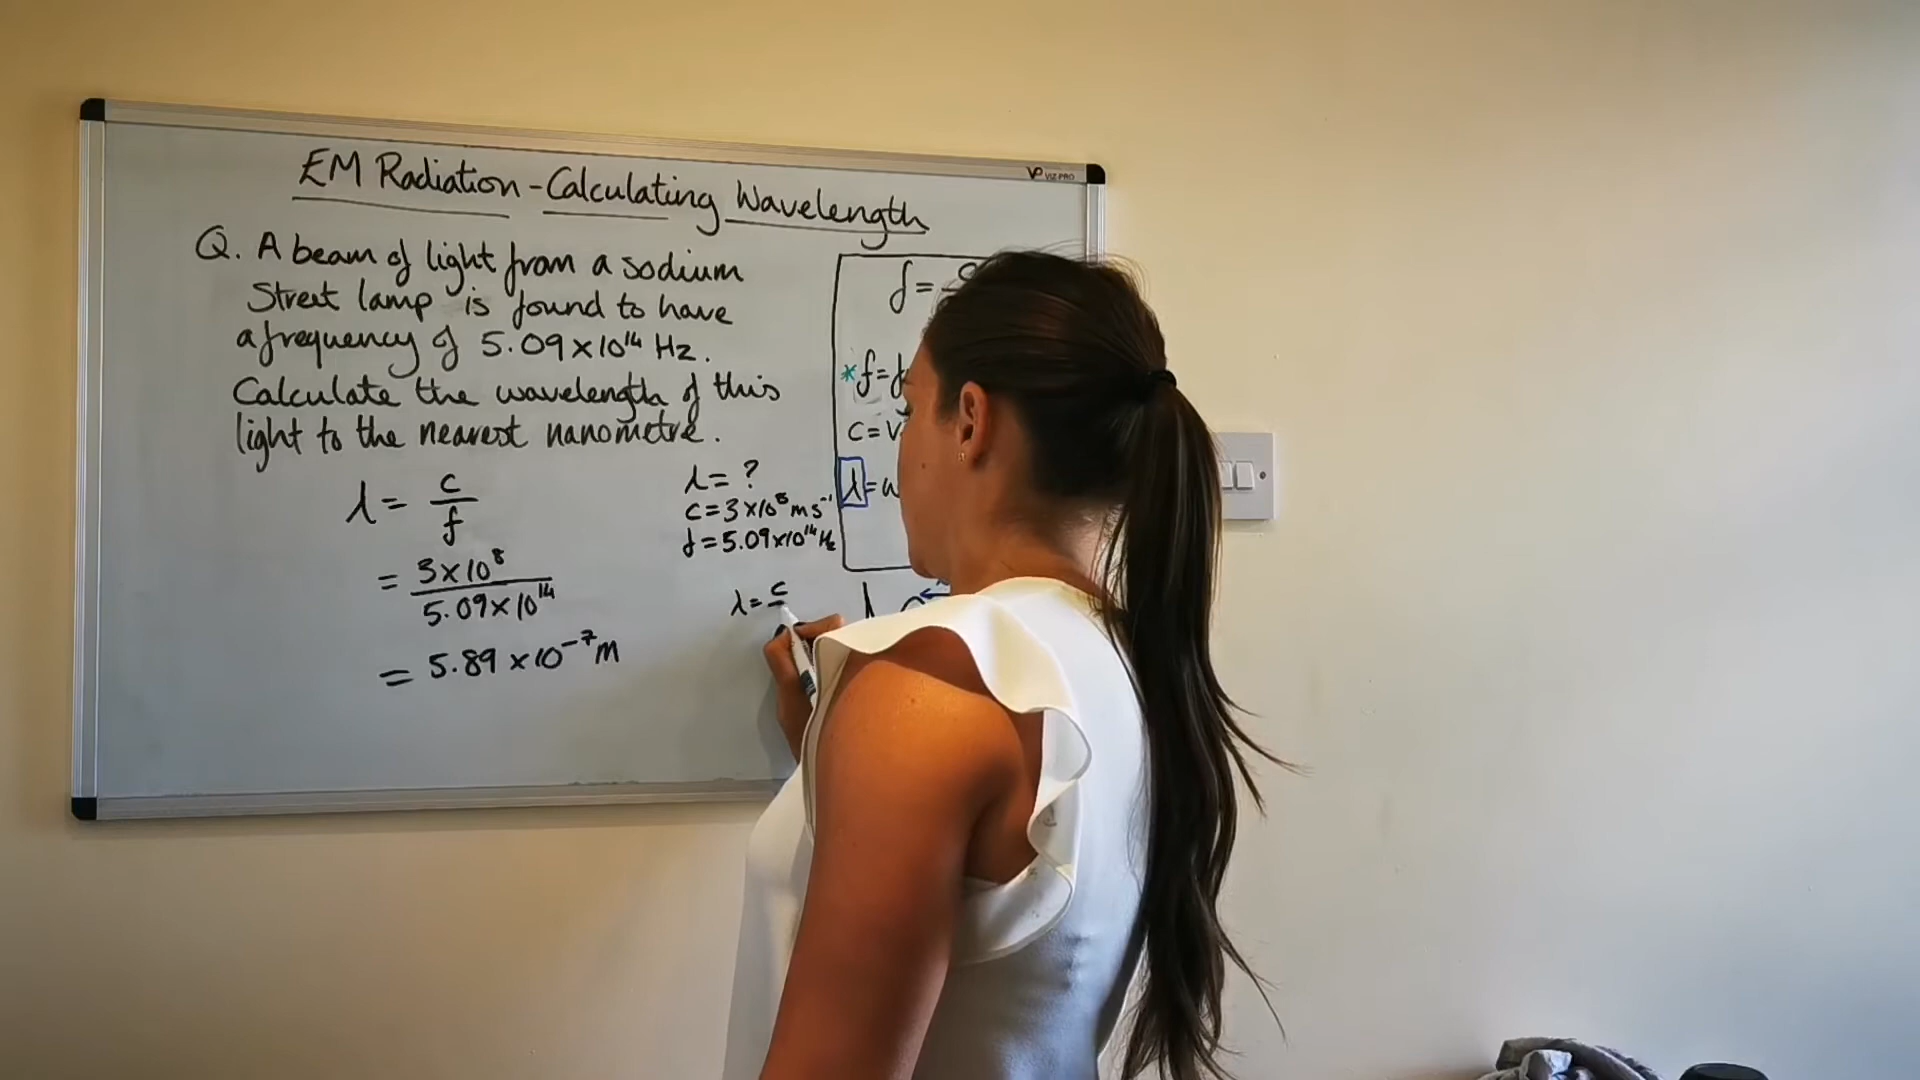 VIZ-PRO
EM Radiation - Calculating Wavelength
Q. A beam of light from a sodium
Street lamp is found to have
a frequency of 5.09 x 10¹⁴ Hz.
Calculate the wavelength of this
light to the nearest nanometre.
λ = c/f
= 3 x 10⁸ / 5.09 x 10¹⁴
= 5.89 x 10⁻⁷ m
λ = ?
c = 3 x 10⁸ ms⁻¹
f = 5.09 x 10¹⁴ Hz
λ = c
f =
* f =
c =
λ =